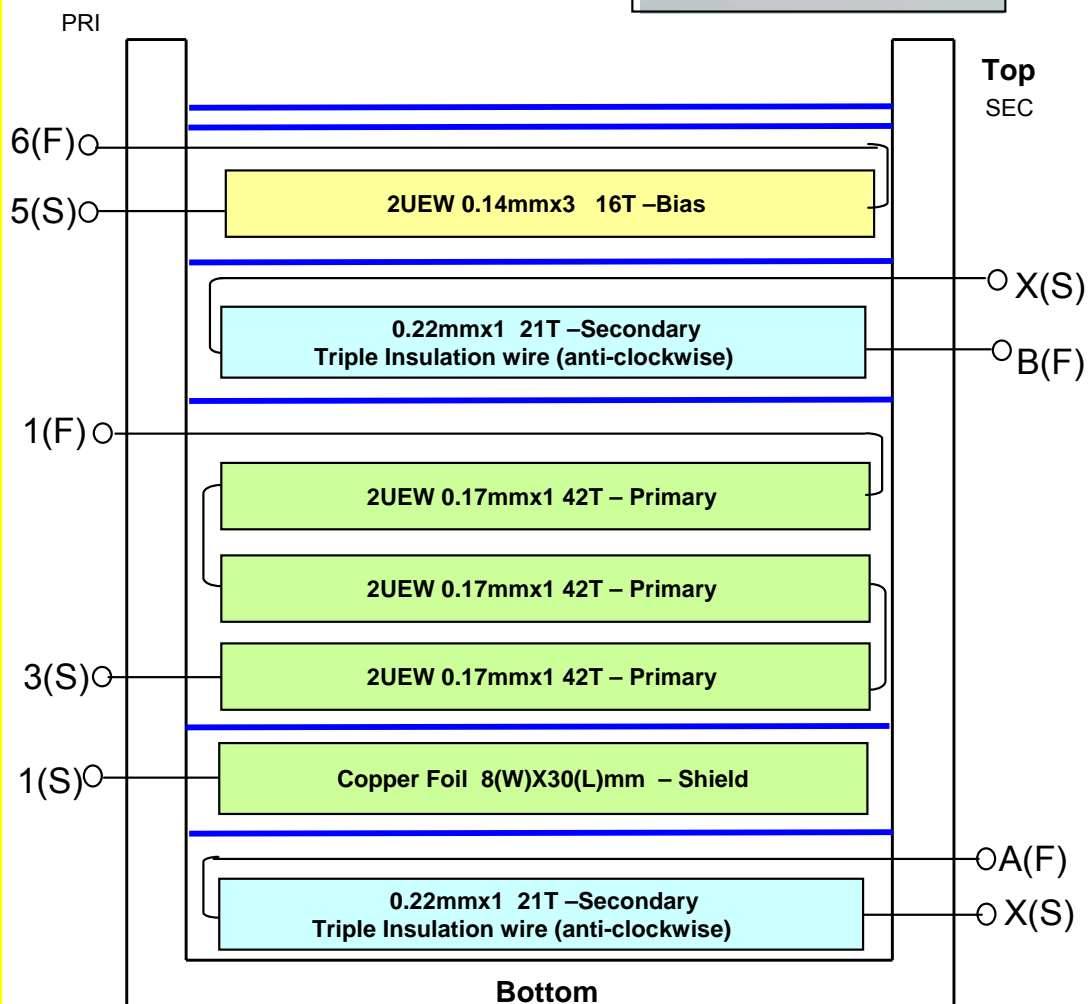 PRI
Top
SEC
6(F)
5(S)
2UEW 0.14mmx3 16T –Bias
X(S)
0.22mmx1 21T –Secondary
Triple Insulation wire (anti-clockwise)
B(F)
1(F)
2UEW 0.17mmx1 42T – Primary
2UEW 0.17mmx1 42T – Primary
3(S)
2UEW 0.17mmx1 42T – Primary
1(S)
Copper Foil 8(W)X30(L)mm – Shield
A(F)
0.22mmx1 21T –Secondary
Triple Insulation wire (anti-clockwise)
X(S)
Bottom